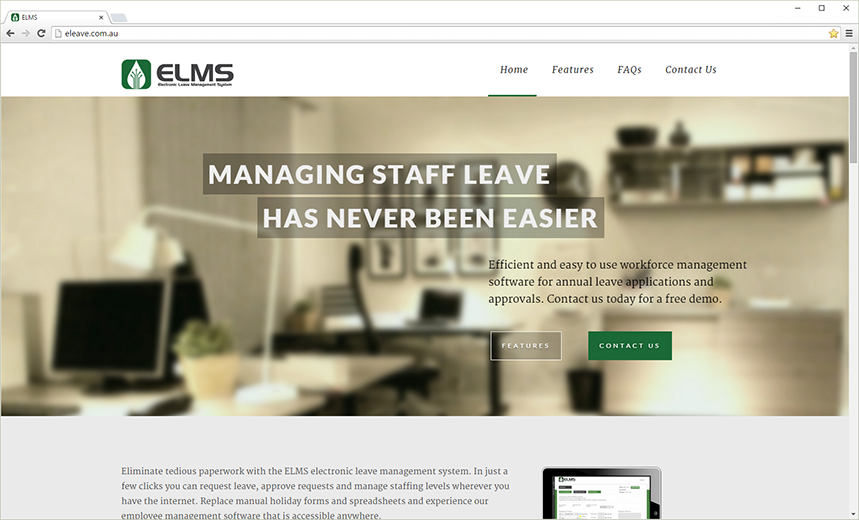 ELMS
eleave.com.au
ELMS
Electronic Leave Management System
Home
Features
FAQs
Contact Us
MANAGING STAFF LEAVE
HAS NEVER BEEN EASIER
Efficient and easy to use workforce management
software for annual leave applications and
approvals. Contact us today for a free demo.
FEATURES
CONTACT US
Eliminate tedious paperwork with the ELMS electronic leave management system. In just a
few clicks you can request leave, approve requests and manage staffing levels wherever you
have the internet. Replace manual holiday forms and spreadsheets and experience our
employee management software that is accessible anywhere.
ELMS